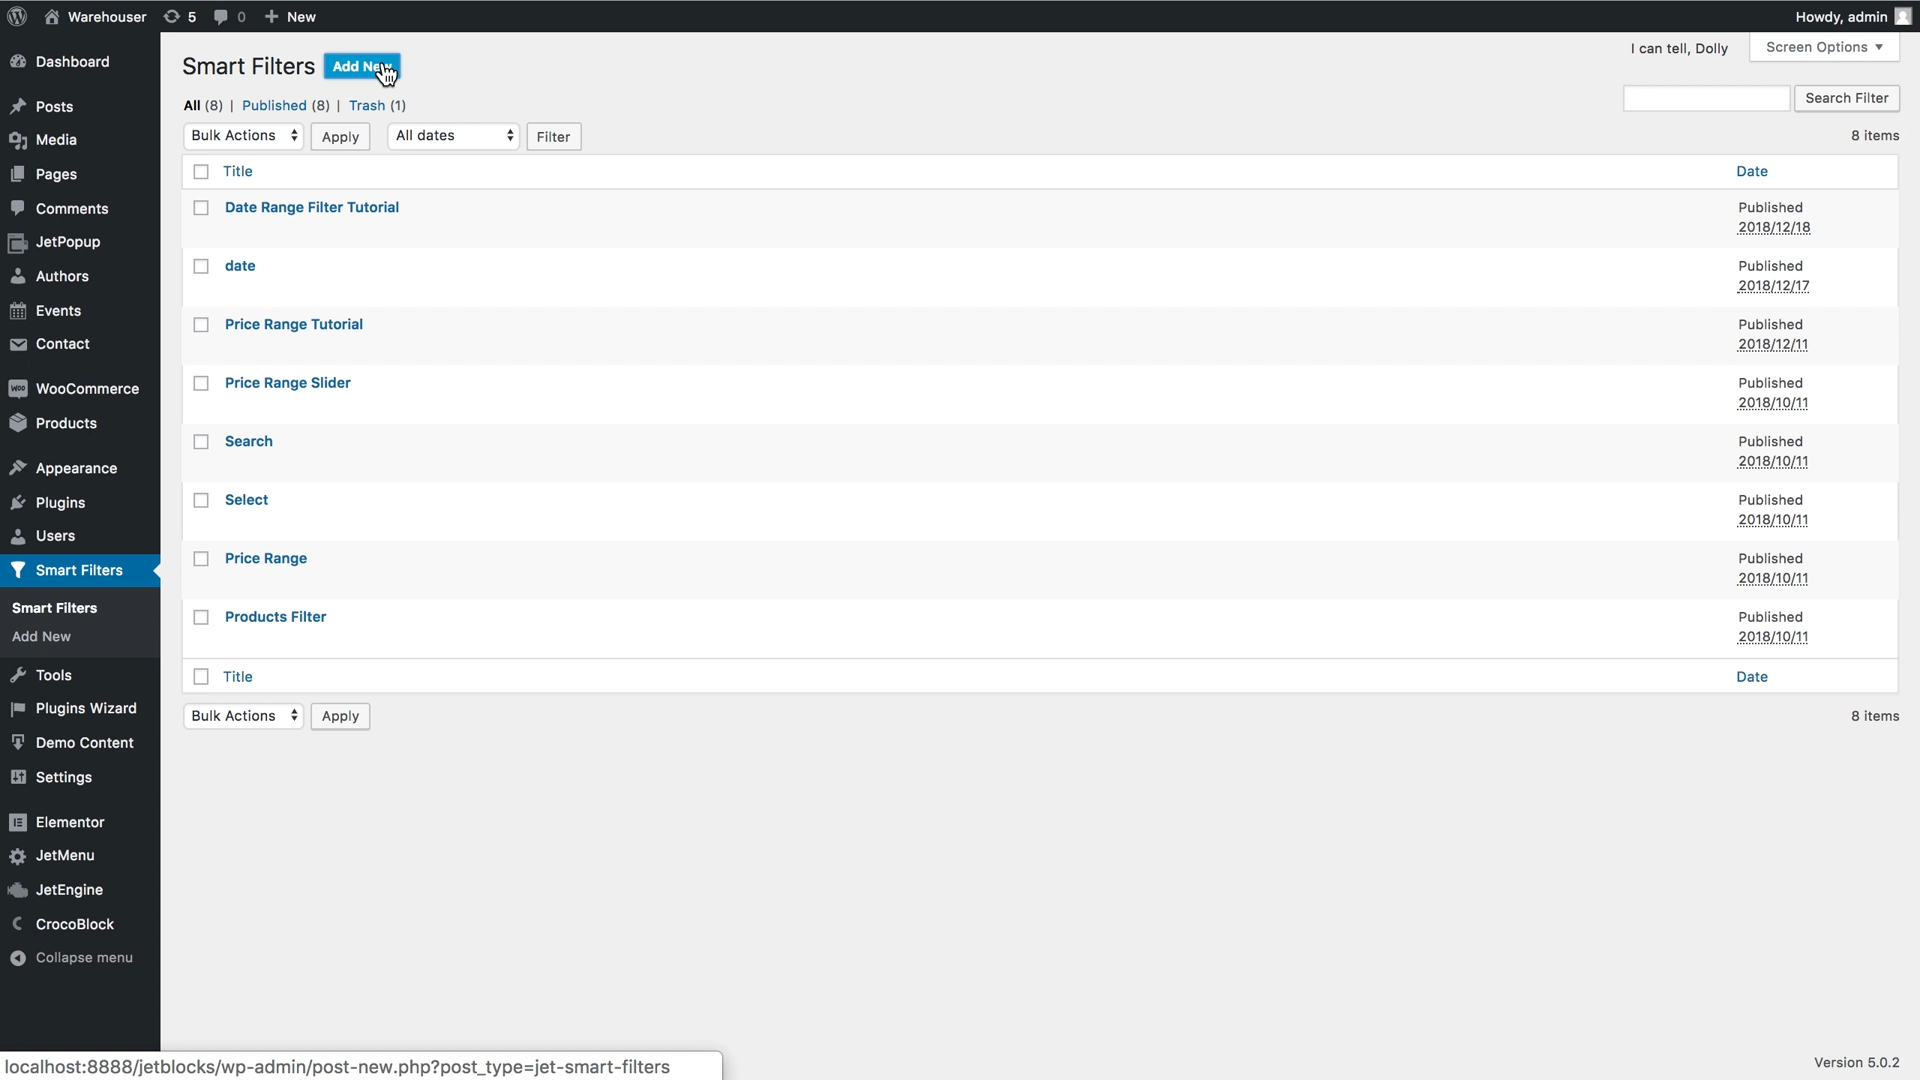 Warehouser 5 0 New Howdy, admin
Dashboard
Posts
Media
Pages
Comments
JetPopup
Authors
Events
Contact
WooCommerce
Products
Appearance
Plugins
Users
Smart Filters
Smart Filters
Add New
Tools
Plugins Wizard
Demo Content
Settings
Elementor
JetMenu
JetEngine
CrocoBlock
Collapse menu
I can tell, Dolly Screen Options
Smart Filters Add New
All (8) | Published (8) | Trash (1)
Search Filter
Bulk Actions Apply All dates Filter 8 items
Title Date
Date Range Filter Tutorial Published
2018/12/18
date Published
2018/12/17
Price Range Tutorial Published
2018/12/11
Price Range Slider Published
2018/10/11
Search Published
2018/10/11
Select Published
2018/10/11
Price Range Published
2018/10/11
Products Filter Published
2018/10/11
Title Date
Bulk Actions Apply 8 items
Version 5.0.2
localhost:8888/jetblocks/wp-admin/post-new.php?post_type=jet-smart-filters